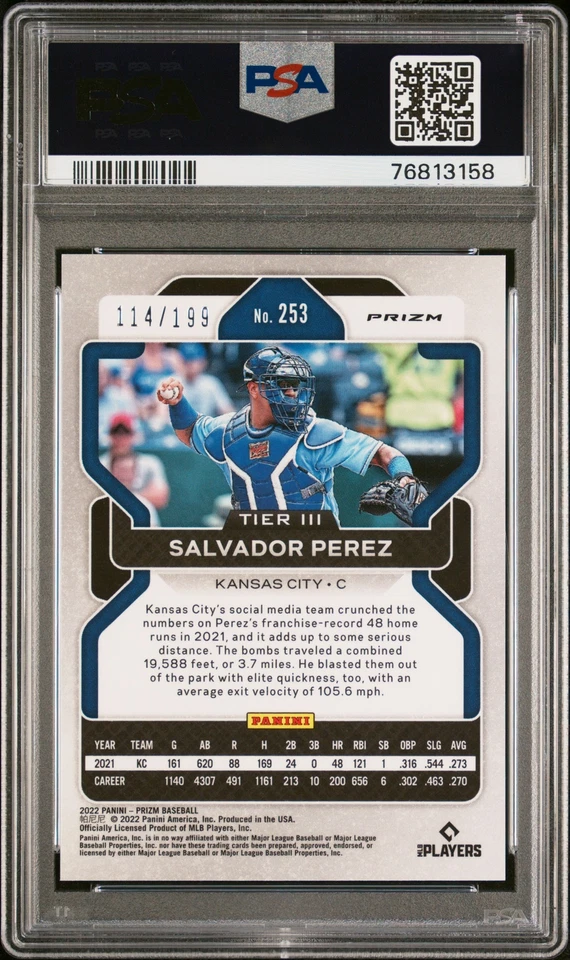 PSA
PSA
76813158
114/199
No. 253
PRIZM
TIER III
SALVADOR PEREZ
KANSAS CITY • C
Kansas City's social media team crunched the
numbers on Perez's franchise-record 48 home
runs in 2021, and it adds up to some serious
distance. The bombs traveled a combined
19,588 feet, or 3.7 miles. He blasted them out
of the park with elite quickness, too, with an
average exit velocity of 105.6 mph.
PANINI
YEAR TEAM G AB R H 2B 3B HR RBI SB OBP SLG AVG
2021 KC 161 620 88 169 24 0 48 121 1 .316 .544 .273
CAREER 1140 4307 491 1161 213 10 200 656 6 .302 .463 .270
2022 PANINI – PRIZM BASEBALL
帕尼尼 © 2022 Panini America, Inc. Produced in the USA.
Officially Licensed Product of MLB Players, Inc.
Panini America, Inc. is in no way affiliated with either Major League Baseball or Major League
Baseball Properties, Inc. nor have these trading cards been prepared, approved, endorsed, or
licensed by either Major League Baseball or Major League Baseball Properties, Inc.
MLB PLAYERS
PSA